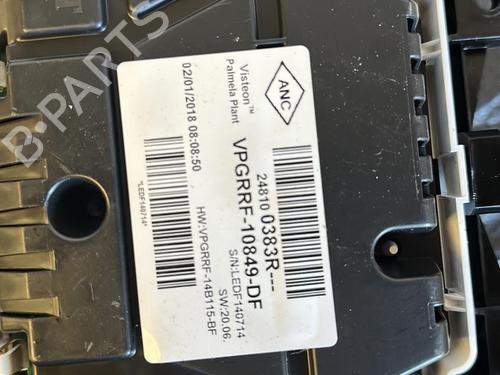 Visteon™
Palmela Plant
ANC
02/01/2018 08:08:50
24810 0383R---
VPGRRF-10849-DF
S/N:LEDF140714
SW:20.06.
HW:VPGRRF-14B115-BF
*LEDF140714*
B-PARTS